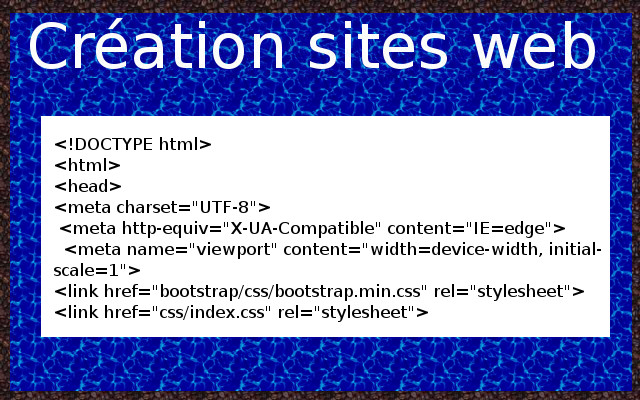 Création sites web
<!DOCTYPE html>
<html>
<head>
<meta charset="UTF-8">
<meta http-equiv="X-UA-Compatible" content="IE=edge">
<meta name="viewport" content="width=device-width, initial-
scale=1">
<link href="bootstrap/css/bootstrap.min.css" rel="stylesheet">
<link href="css/index.css" rel="stylesheet">